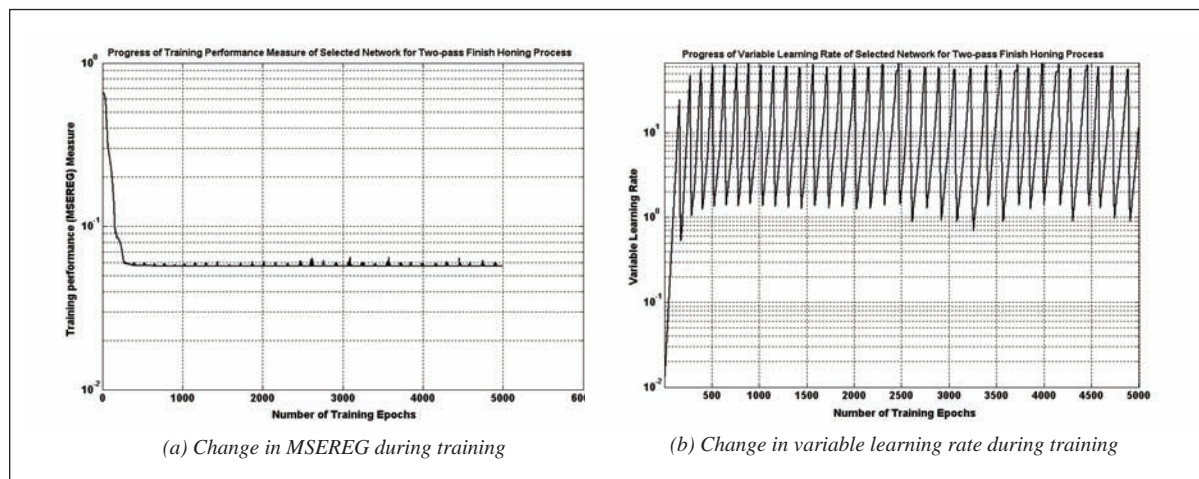 Progress of Training Performance Measure of Selected Network for Two-pass Finish Honing Process
10^0
10^-1
10^-2
Training performance (MSEREG) Measure
0 1000 2000 3000 4000 5000 600
Number of Training Epochs
(a) Change in MSEREG during training
Progress of Variable Learning Rate of Selected Network for Two-pass Finish Honing Process
10^1
10^0
10^-1
10^-2
Variable Learning Rate
500 1000 1500 2000 2500 3000 3500 4000 4500 5000
Number of Training Epochs
(b) Change in variable learning rate during training